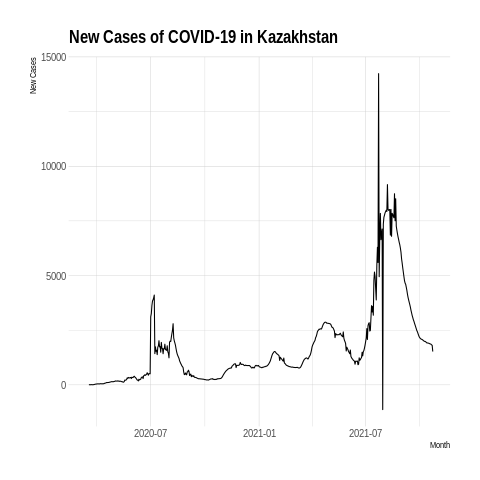 New Cases of COVID-19 in Kazakhstan
New Cases
15000
10000
5000
0
2020-07
2021-01
2021-07
Month